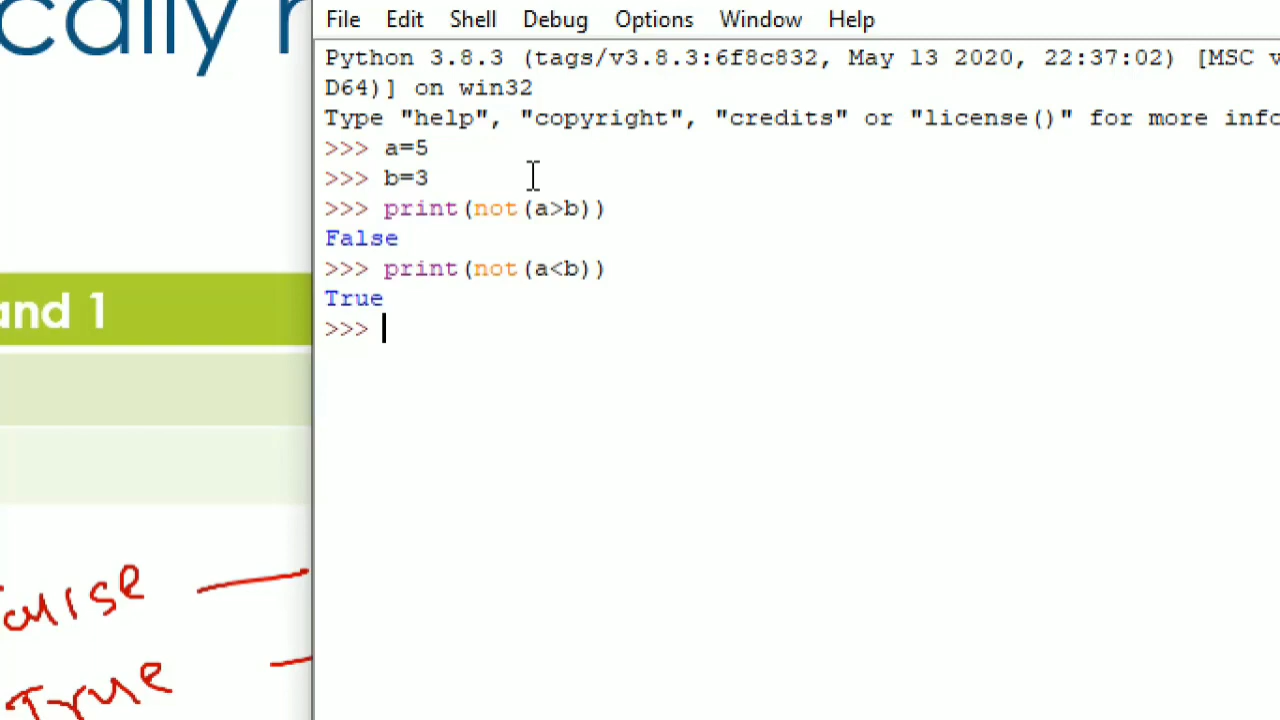 cally
File Edit Shell Debug Options Window Help
Python 3.8.3 (tags/v3.8.3:6f8c832, May 13 2020, 22:37:02) [MSC v
D64)] on win32
Type "help", "copyright", "credits" or "license()" for more info
>>> a=5
>>> b=3
>>> print(not(a>b))
False
>>> print(not(a<b))
True
>>>
and 1
True